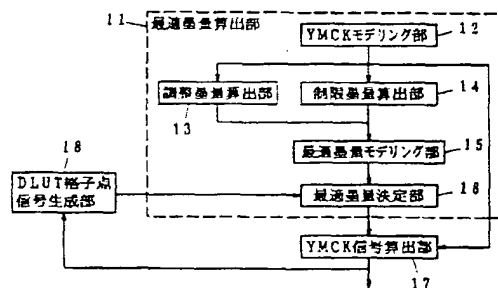 11
最適墨量算出部
YMCKモデリング部
12
調整墨量算出部
13
制限墨量算出部
14
最適墨量モデリング部
15
18
DLUT格子点
信号生成部
最適墨量決定部
16
YMCK信号算出部
17